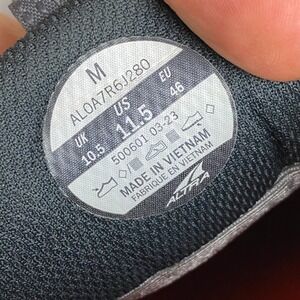 M
AL0A7R6J280
UK US EU
10.5 11.5 46
500601 03-23
MADE IN VIETNAM
FABRIQUE EN VIETNAM
ALTRA